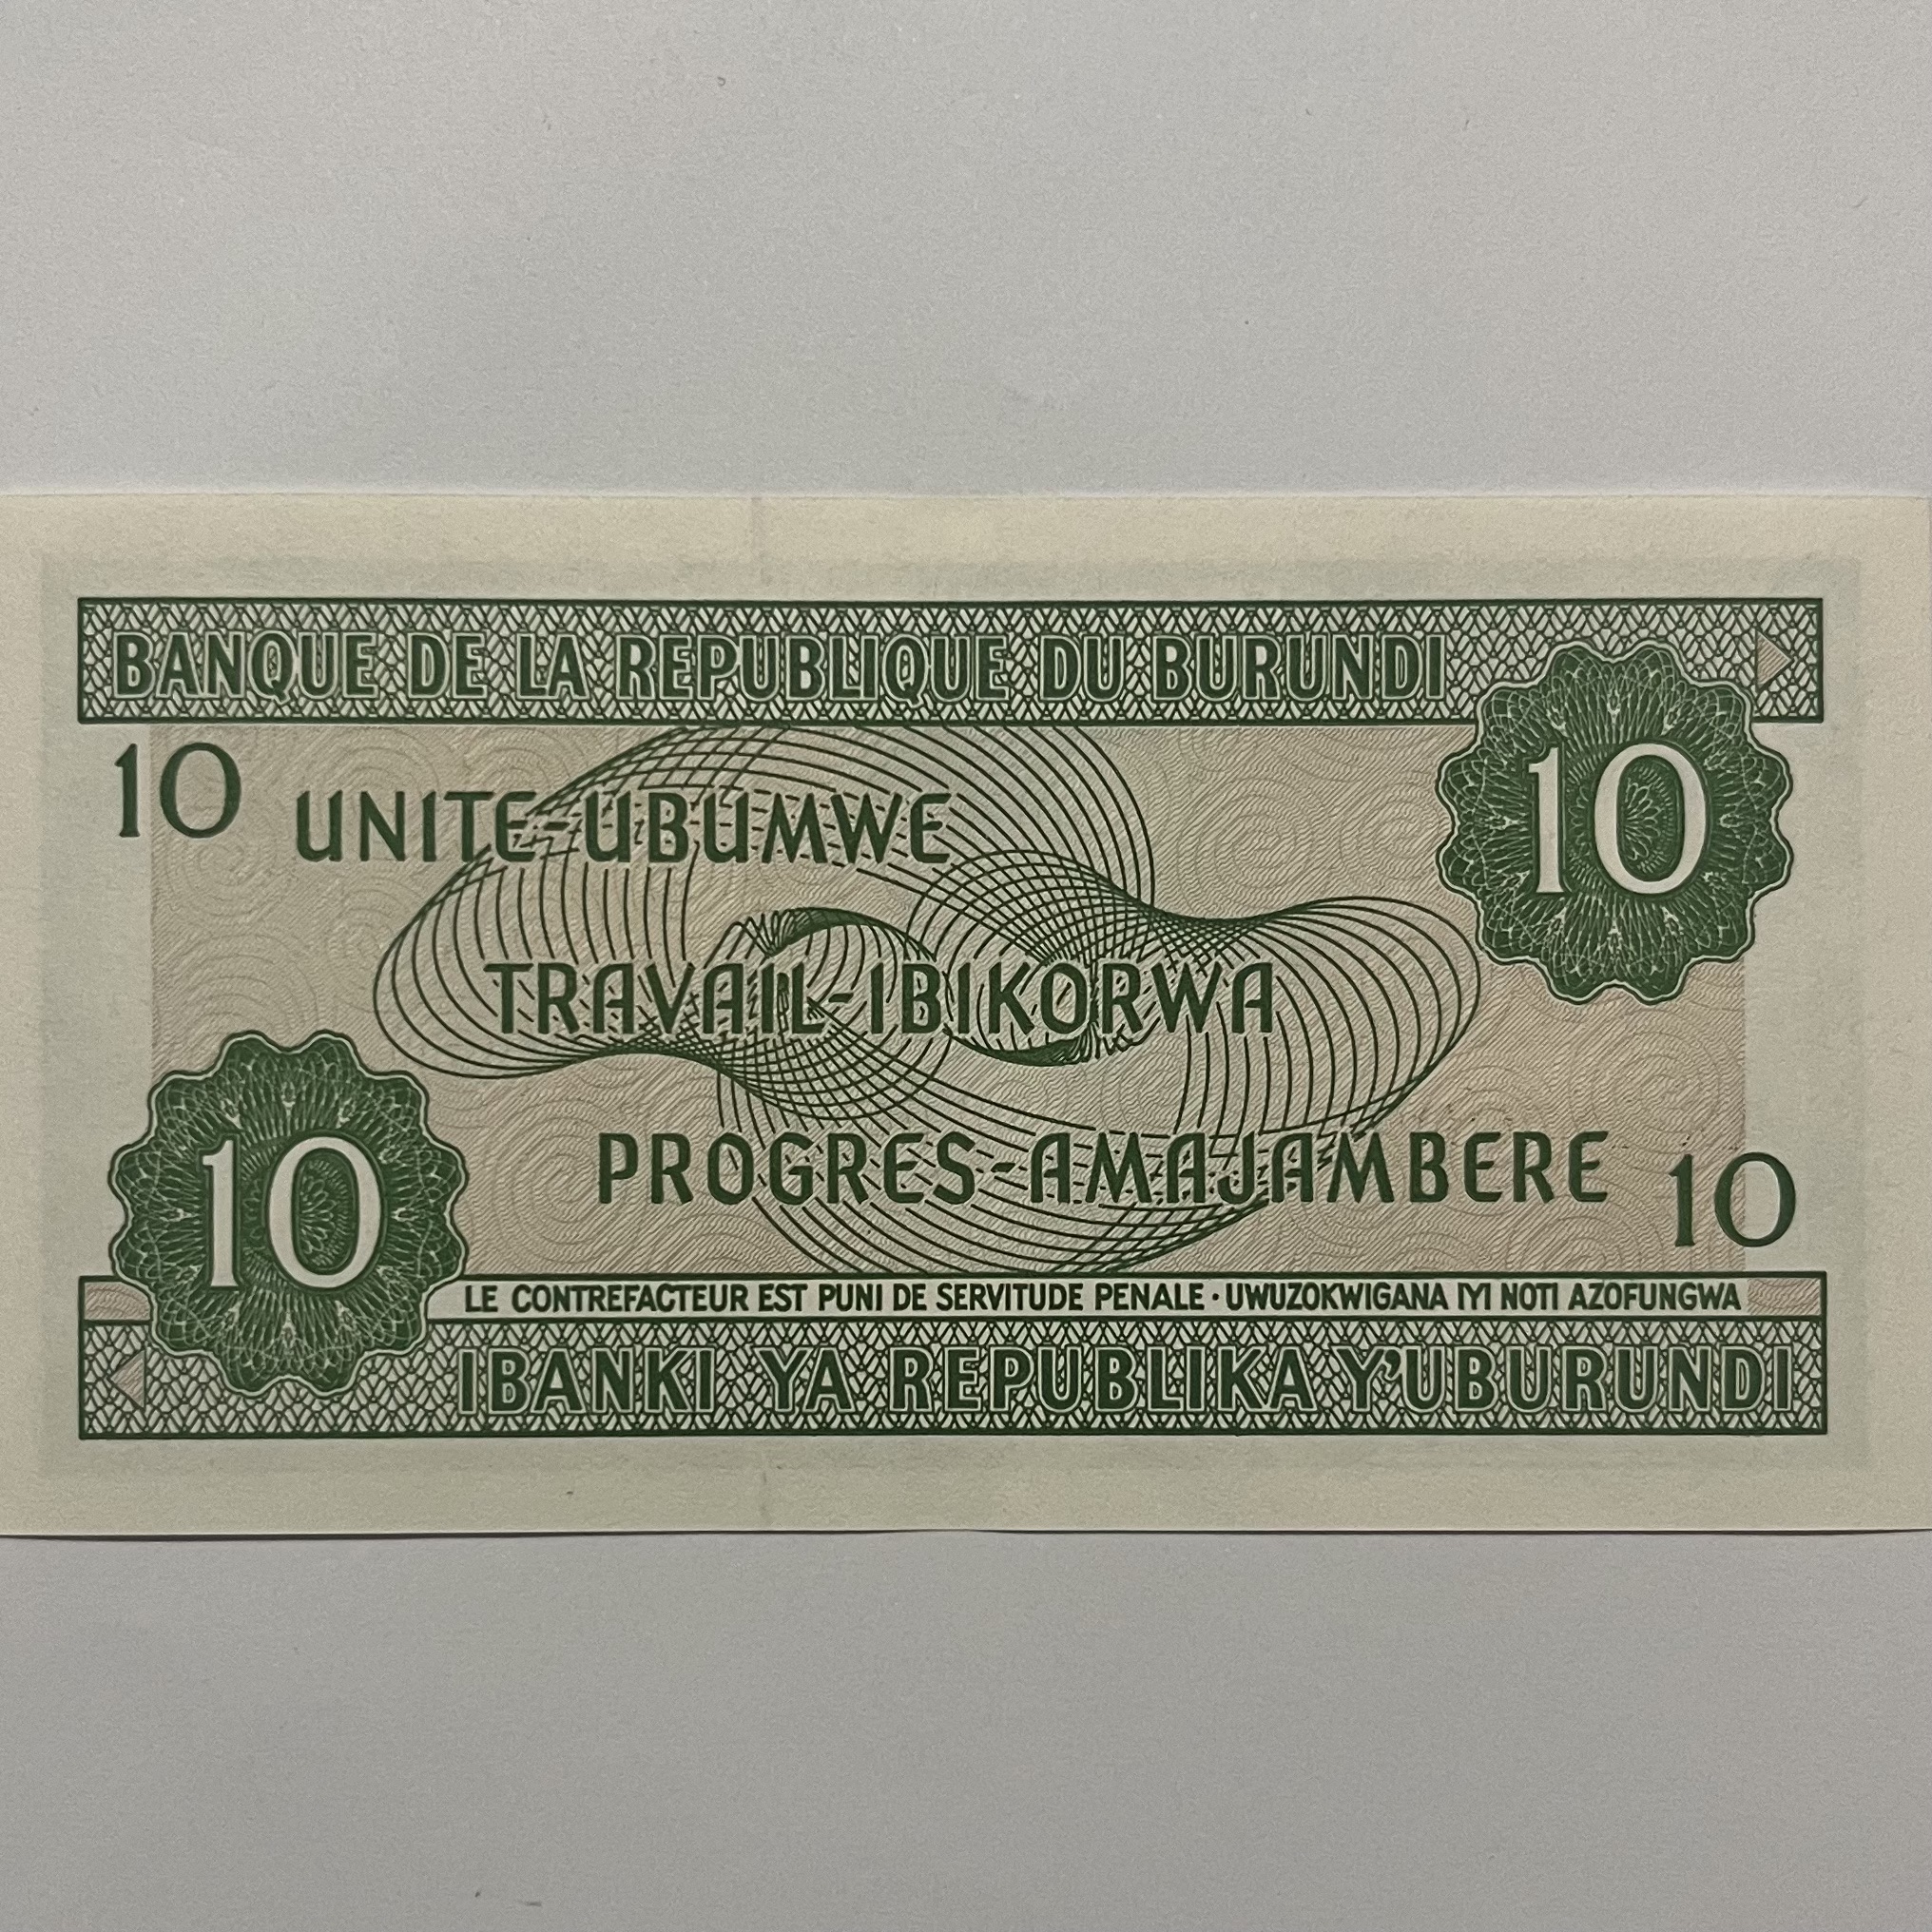 BANQUE DE LA REPUBLIQUE DU BURUNDI
10
10
UNITE-UBUMWE
TRAVAIL-IBIKORWA
PROGRES-AMAJAMBERE
10
10
LE CONTREFACTEUR EST PUNI DE SERVITUDE PENALE · UWUZOKWIGANA IYI NOTI AZOFUNGWA
IBANKI YA REPUBLIKA Y'UBURUNDI